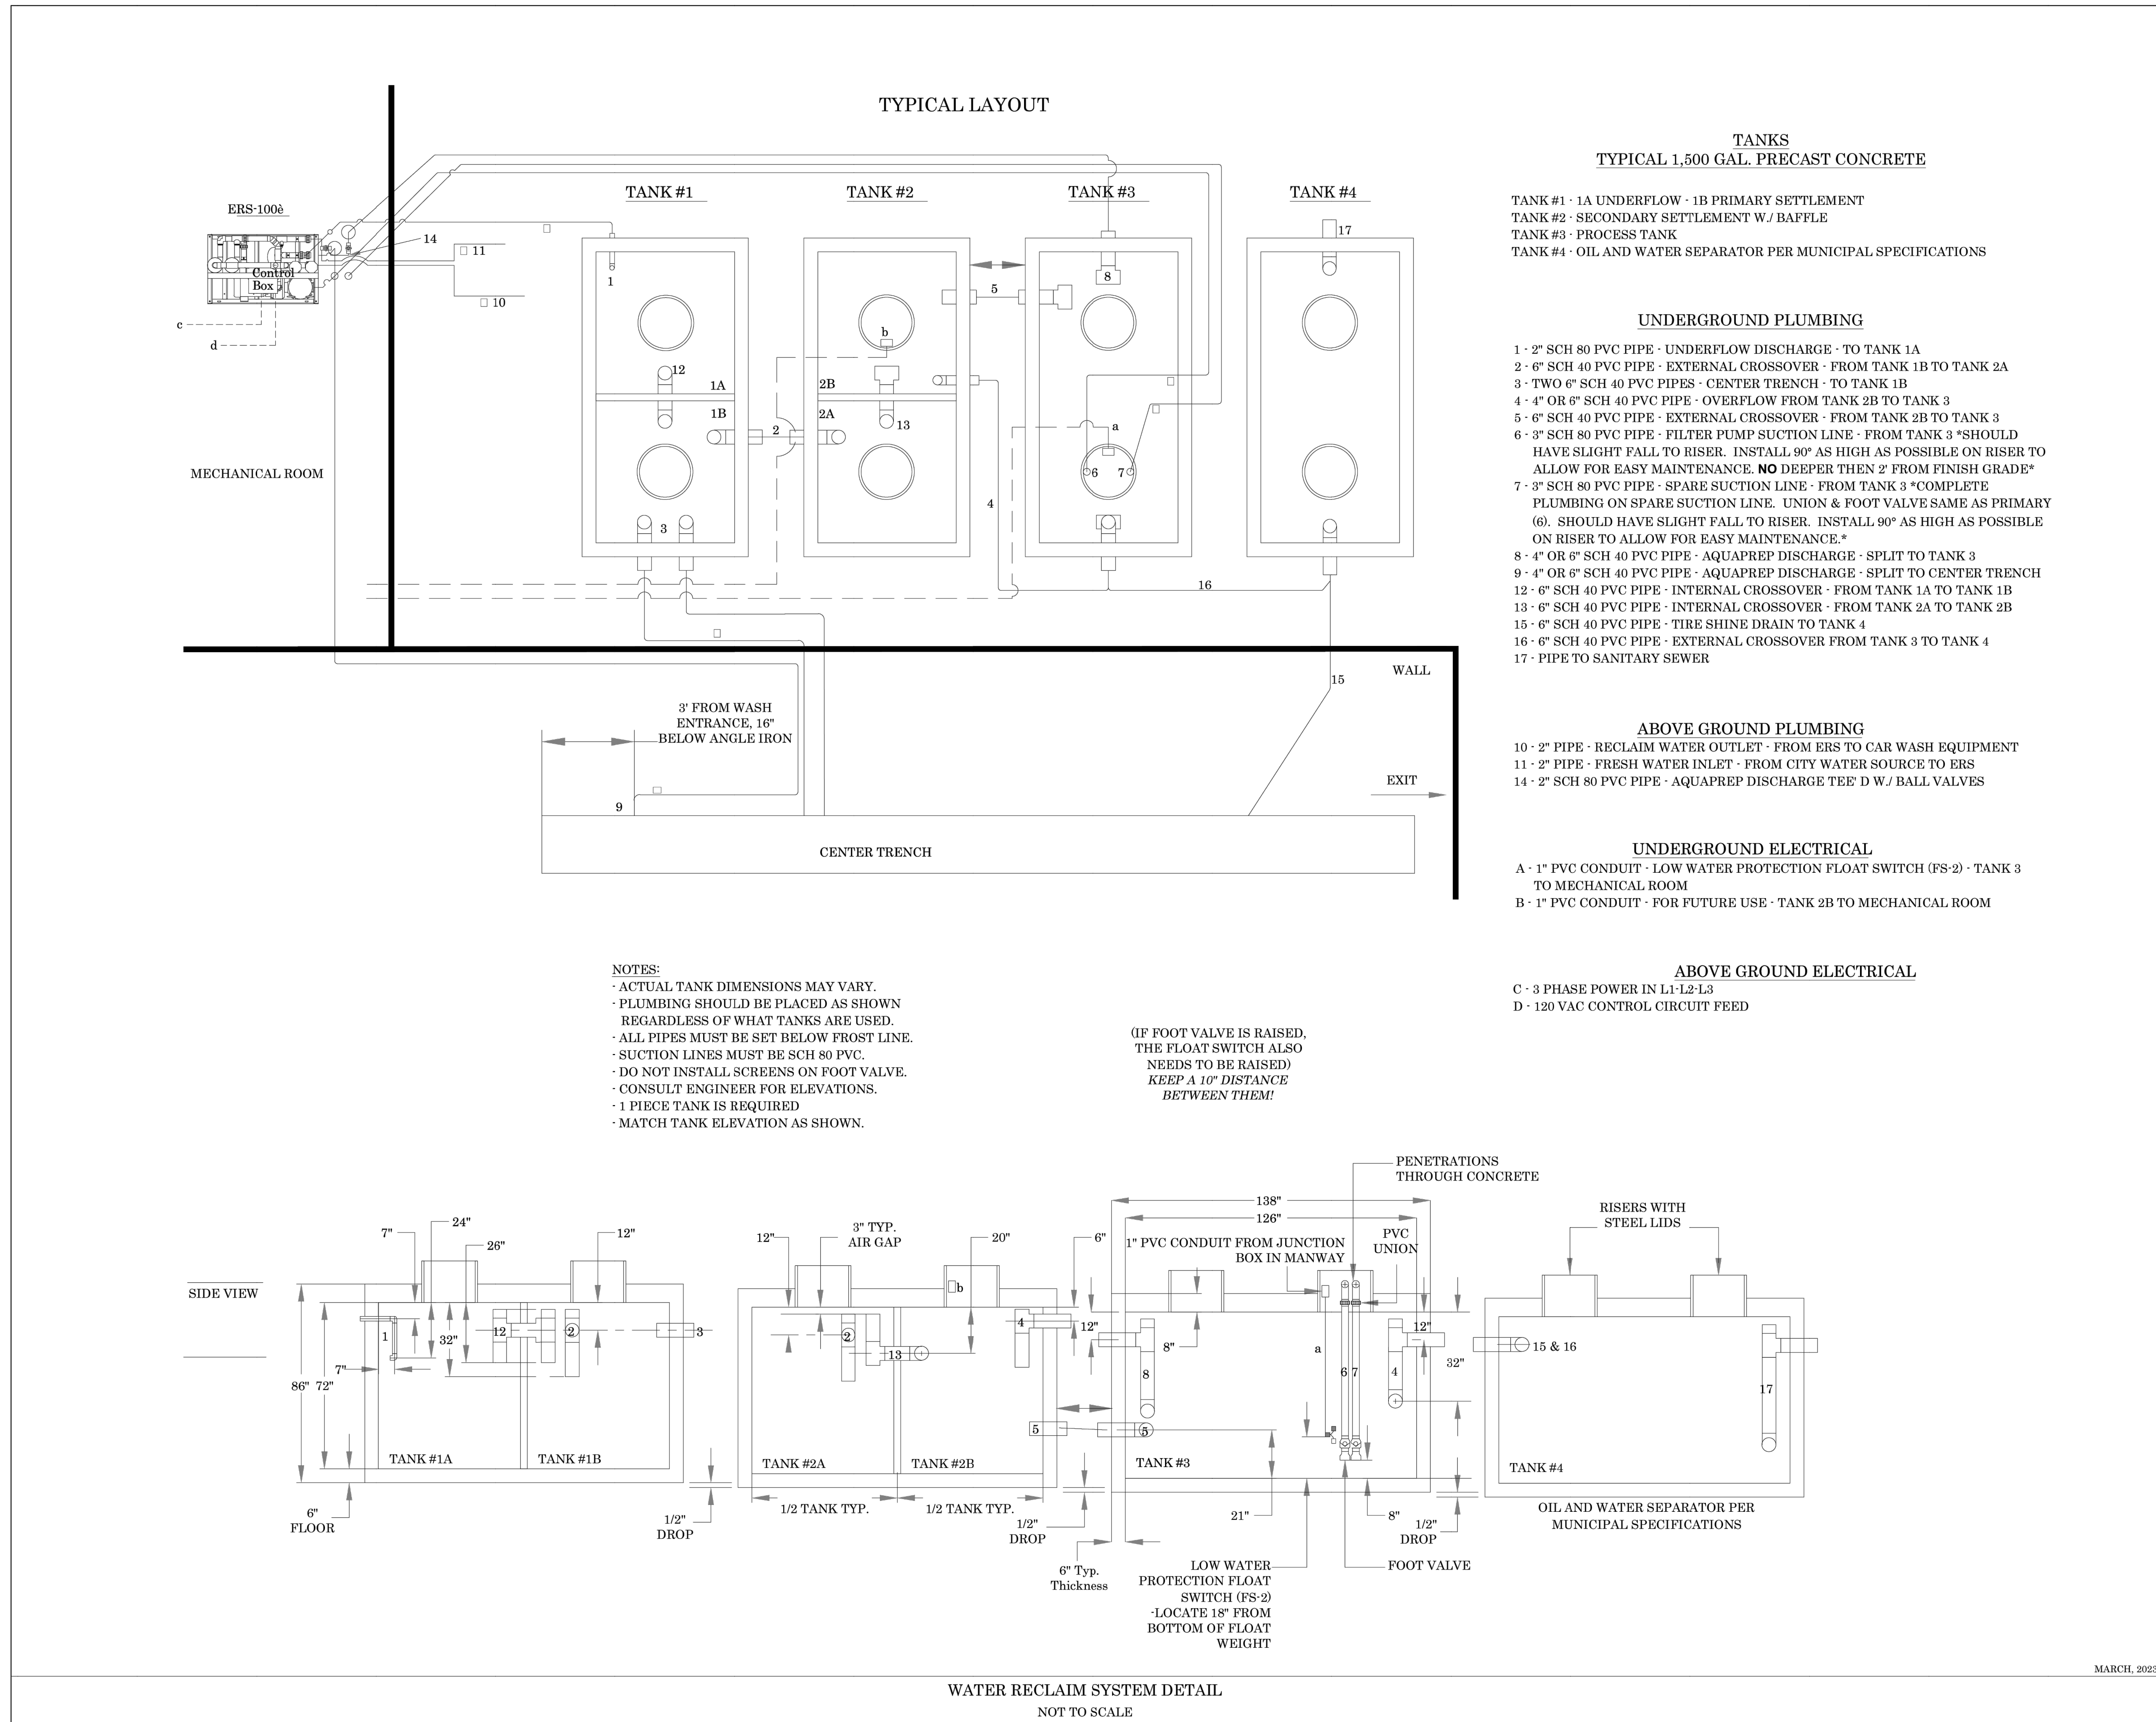 TYPICAL LAYOUT
ERS-100è
Control
Box
c
d
14
11
10
MECHANICAL ROOM
TANK #1
TANK #2
TANK #3
TANK #4
1
12
1A
1B
2
3
b
2B
2A
13
5
4
8
a
6
7
17
16
15
WALL
3' FROM WASH
ENTRANCE, 16"
BELOW ANGLE IRON
9
EXIT
CENTER TRENCH
TANKS
TYPICAL 1,500 GAL. PRECAST CONCRETE
TANK #1 - 1A UNDERFLOW - 1B PRIMARY SETTLEMENT
TANK #2 - SECONDARY SETTLEMENT W./ BAFFLE
TANK #3 - PROCESS TANK
TANK #4 - OIL AND WATER SEPARATOR PER MUNICIPAL SPECIFICATIONS
UNDERGROUND PLUMBING
1 - 2" SCH 80 PVC PIPE - UNDERFLOW DISCHARGE - TO TANK 1A
2 - 6" SCH 40 PVC PIPE - EXTERNAL CROSSOVER - FROM TANK 1B TO TANK 2A
3 - TWO 6" SCH 40 PVC PIPES - CENTER TRENCH - TO TANK 1B
4 - 4" OR 6" SCH 40 PVC PIPE - OVERFLOW FROM TANK 2B TO TANK 3
5 - 6" SCH 40 PVC PIPE - EXTERNAL CROSSOVER - FROM TANK 2B TO TANK 3
6 - 3" SCH 80 PVC PIPE - FILTER PUMP SUCTION LINE - FROM TANK 3 *SHOULD
HAVE SLIGHT FALL TO RISER. INSTALL 90° AS HIGH AS POSSIBLE ON RISER TO
ALLOW FOR EASY MAINTENANCE. NO DEEPER THEN 2' FROM FINISH GRADE*
7 - 3" SCH 80 PVC PIPE - SPARE SUCTION LINE - FROM TANK 3 *COMPLETE
PLUMBING ON SPARE SUCTION LINE. UNION & FOOT VALVE SAME AS PRIMARY
(6). SHOULD HAVE SLIGHT FALL TO RISER. INSTALL 90° AS HIGH AS POSSIBLE
ON RISER TO ALLOW FOR EASY MAINTENANCE.*
8 - 4" OR 6" SCH 40 PVC PIPE - AQUAPREP DISCHARGE - SPLIT TO TANK 3
9 - 4" OR 6" SCH 40 PVC PIPE - AQUAPREP DISCHARGE - SPLIT TO CENTER TRENCH
12 - 6" SCH 40 PVC PIPE - INTERNAL CROSSOVER - FROM TANK 1A TO TANK 1B
13 - 6" SCH 40 PVC PIPE - INTERNAL CROSSOVER - FROM TANK 2A TO TANK 2B
15 - 6" SCH 40 PVC PIPE - TIRE SHINE DRAIN TO TANK 4
16 - 6" SCH 40 PVC PIPE - EXTERNAL CROSSOVER FROM TANK 3 TO TANK 4
17 - PIPE TO SANITARY SEWER
ABOVE GROUND PLUMBING
10 - 2" PIPE - RECLAIM WATER OUTLET - FROM ERS TO CAR WASH EQUIPMENT
11 - 2" PIPE - FRESH WATER INLET - FROM CITY WATER SOURCE TO ERS
14 - 2" SCH 80 PVC PIPE - AQUAPREP DISCHARGE TEE' D W./ BALL VALVES
UNDERGROUND ELECTRICAL
A - 1" PVC CONDUIT - LOW WATER PROTECTION FLOAT SWITCH (FS-2) - TANK 3
TO MECHANICAL ROOM
B - 1" PVC CONDUIT - FOR FUTURE USE - TANK 2B TO MECHANICAL ROOM
ABOVE GROUND ELECTRICAL
C - 3 PHASE POWER IN L1-L2-L3
D - 120 VAC CONTROL CIRCUIT FEED
NOTES:
- ACTUAL TANK DIMENSIONS MAY VARY.
- PLUMBING SHOULD BE PLACED AS SHOWN
REGARDLESS OF WHAT TANKS ARE USED.
- ALL PIPES MUST BE SET BELOW FROST LINE.
- SUCTION LINES MUST BE SCH 80 PVC.
- DO NOT INSTALL SCREENS ON FOOT VALVE.
- CONSULT ENGINEER FOR ELEVATIONS.
- 1 PIECE TANK IS REQUIRED
- MATCH TANK ELEVATION AS SHOWN.
(IF FOOT VALVE IS RAISED,
THE FLOAT SWITCH ALSO
NEEDS TO BE RAISED)
KEEP A 10" DISTANCE
BETWEEN THEM!
SIDE VIEW
7"
24"
26"
12"
1
32"
12
2
3
7"
86"
72"
TANK #1A
TANK #1B
6"
FLOOR
1/2"
DROP
12"
3" TYP.
AIR GAP
20"
b
2
13
4
5
TANK #2A
TANK #2B
1/2 TANK TYP.
1/2 TANK TYP.
1/2"
DROP
6"
12"
138"
126"
1" PVC CONDUIT FROM JUNCTION
BOX IN MANWAY
PENETRATIONS
THROUGH CONCRETE
PVC
UNION
8"
8
a
6
7
4
12"
32"
5
TANK #3
21"
8"
1/2"
DROP
6" Typ.
Thickness
LOW WATER
PROTECTION FLOAT
SWITCH (FS-2)
-LOCATE 18" FROM
BOTTOM OF FLOAT
WEIGHT
FOOT VALVE
RISERS WITH
STEEL LIDS
15 & 16
17
TANK #4
OIL AND WATER SEPARATOR PER
MUNICIPAL SPECIFICATIONS
MARCH, 2023
WATER RECLAIM SYSTEM DETAIL
NOT TO SCALE